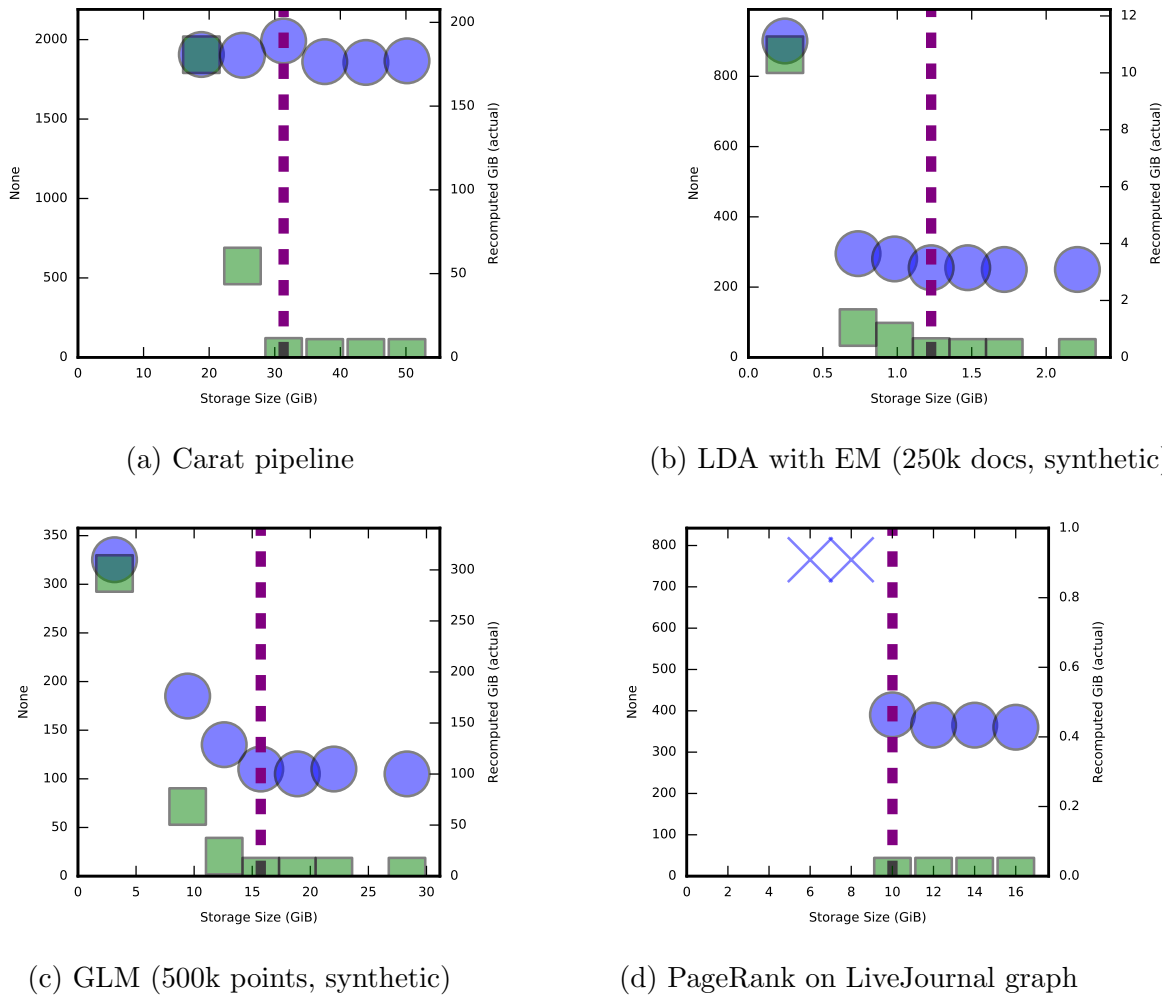 2000
1500
1000
500
0
None
200
150
100
50
0
Recomputed GiB (actual)
0 10 20 30 40 50
Storage Size (GiB)
(a) Carat pipeline
800
600
400
200
0
None
12
10
8
6
4
2
0
Recomputed GiB (actual)
0.0 0.5 1.0 1.5 2.0
Storage Size (GiB)
(b) LDA with EM (250k docs, synthetic)
350
300
250
200
150
100
50
0
None
300
250
200
150
100
50
0
Recomputed GiB (actual)
0 5 10 15 20 25 30
Storage Size (GiB)
(c) GLM (500k points, synthetic)
800
700
600
500
400
300
200
100
0
None
1.0
0.8
0.6
0.4
0.2
0.0
Recomputed GiB (actual)
0 2 4 6 8 10 12 14 16
Storage Size (GiB)
(d) PageRank on LiveJournal graph